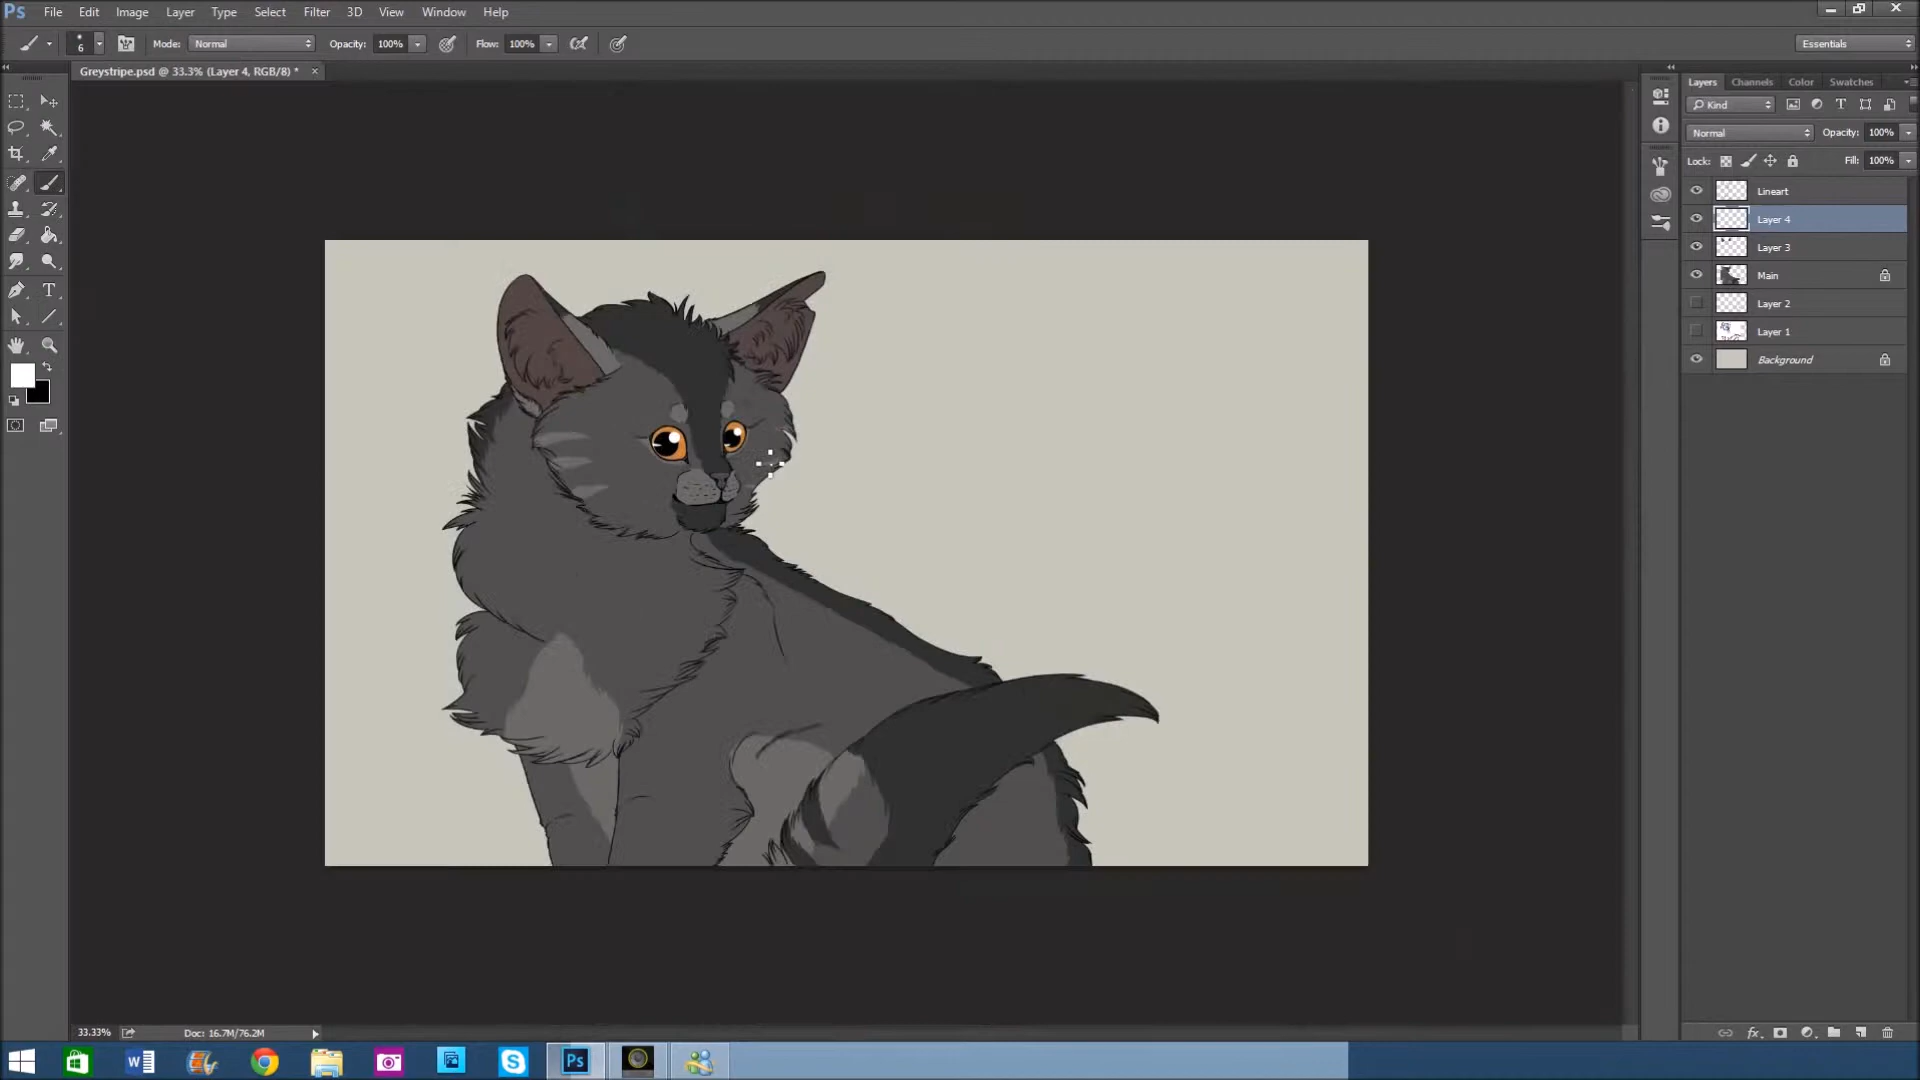 Ps File Edit Image Layer Type Select Filter 3D View Window Help
6 Mode: Normal Opacity: 100% Flow: 100% Essentials
Greystripe.psd @ 33.3% (Layer 4, RGB/8) * ×
Layers Channels Color Swatches
Kind
Normal Opacity: 100%
Lock: Fill: 100%
Lineart
Layer 4
Layer 3
Main
Layer 2
Layer 1
Background
33.33% Doc: 16.7M/76.2M
Ps